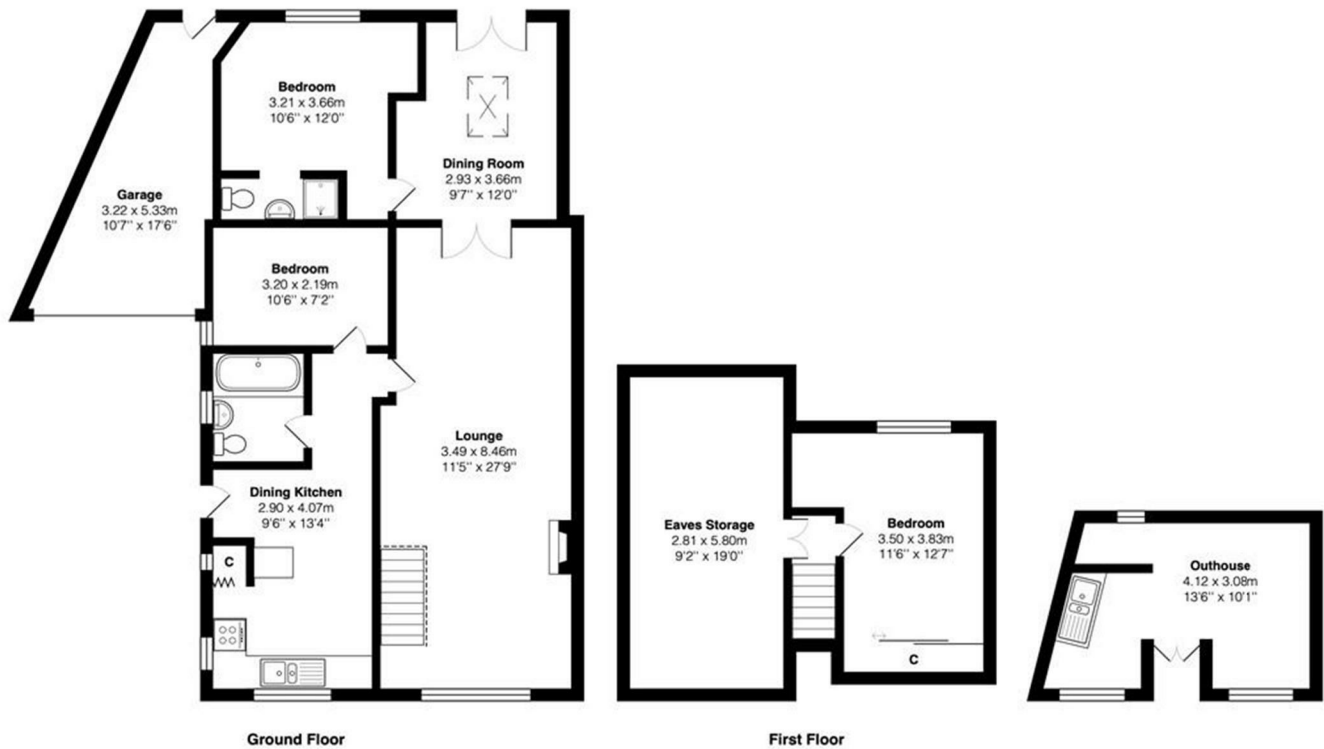 Bedroom
3.21 x 3.66m
10'6'' x 12'0''
Dining Room
2.93 x 3.66m
9'7'' x 12'0''
Garage
3.22 x 5.33m
10'7'' x 17'6''
Bedroom
3.20 x 2.19m
10'6'' x 7'2''
Lounge
3.49 x 8.46m
11'5'' x 27'9''
Dining Kitchen
2.90 x 4.07m
9'6'' x 13'4''
C
Ground Floor
Eaves Storage
2.81 x 5.80m
9'2'' x 19'0''
Bedroom
3.50 x 3.83m
11'6'' x 12'7''
C
First Floor
Outhouse
4.12 x 3.08m
13'6'' x 10'1''